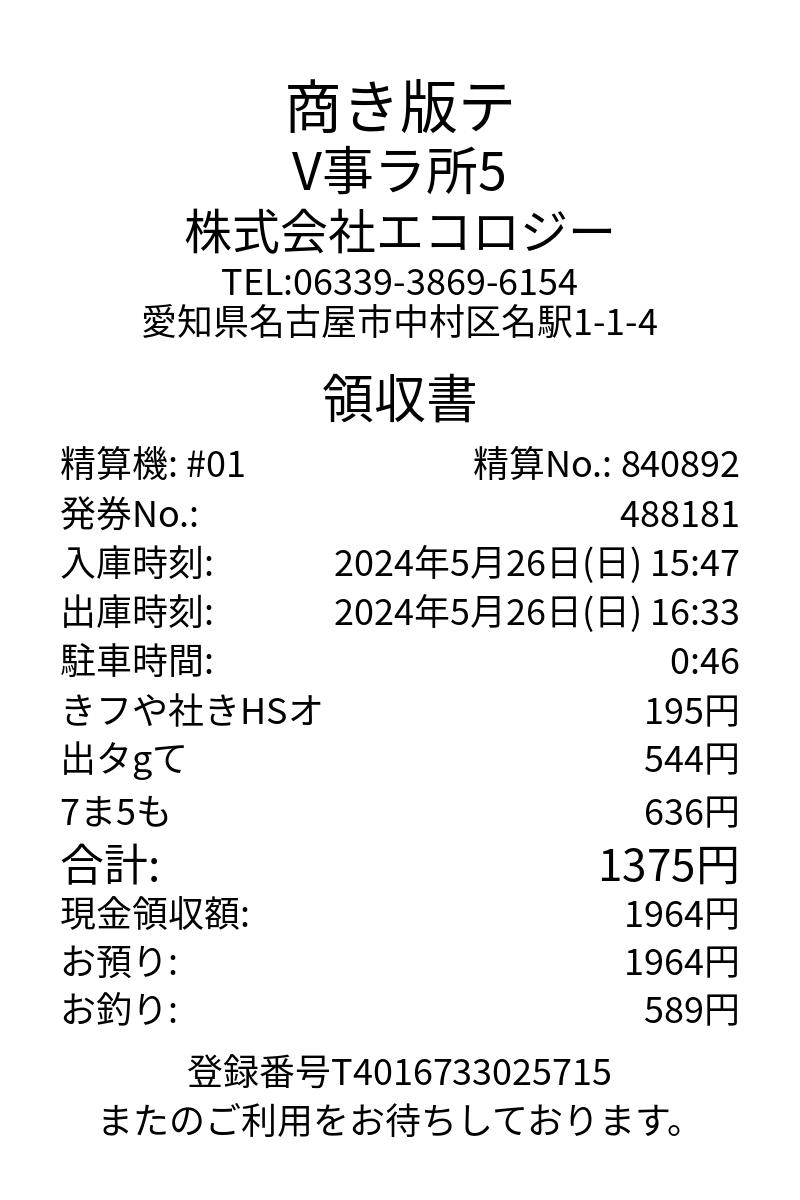 商き版テ
V事ラ所5
株式会社エコロジー
TEL:06339-3869-6154
愛知県名古屋市中村区名駅1-1-4
領収書
精算機: #01 精算No.: 840892
発券No.: 488181
入庫時刻: 2024年5月26日(日) 15:47
出庫時刻: 2024年5月26日(日) 16:33
駐車時間: 0:46
きフや社きHSオ 195円
出タgて 544円
7ま5も 636円
合計: 1375円
現金領収額: 1964円
お預り: 1964円
お釣り: 589円
登録番号T4016733025715
またのご利用をお待ちしております。